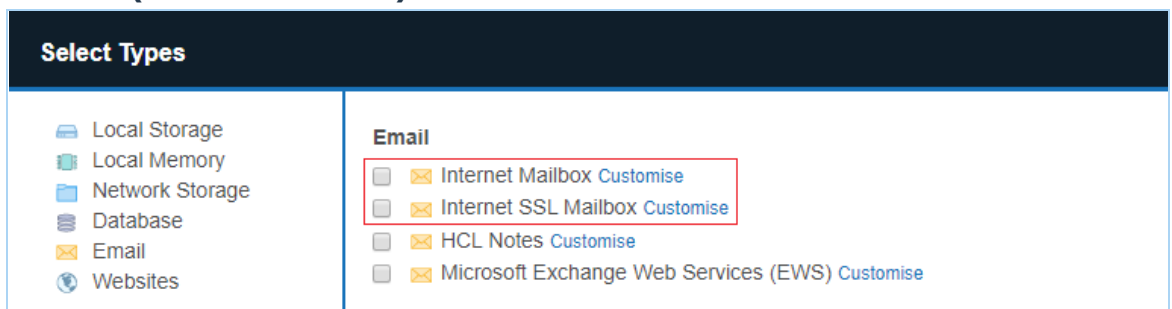 Select Types
Local Storage
Local Memory
Network Storage
Database
Email
Websites
Email
Internet Mailbox Customise
Internet SSL Mailbox Customise
HCL Notes Customise
Microsoft Exchange Web Services (EWS) Customise